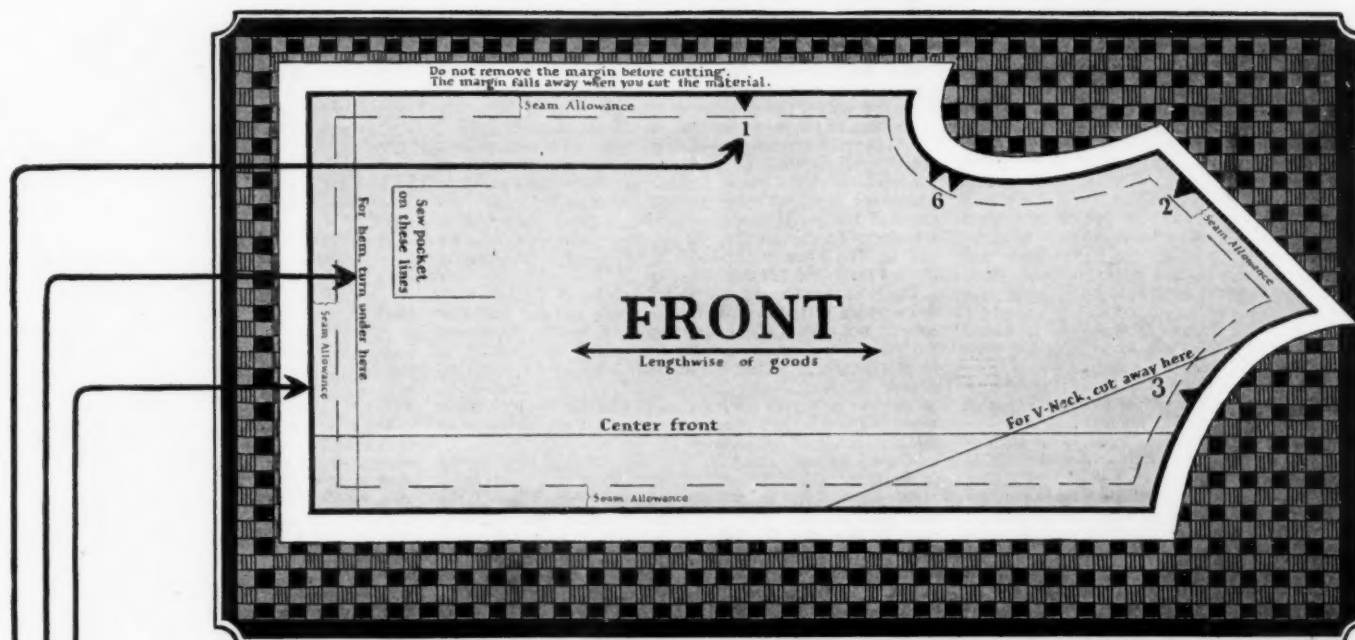 Do not remove the margin before cutting.
The margin falls away when you cut the material.
Seam Allowance
1
6
2
Seam Allowance
For hem, turn under here
Sew pocket
on these lines
Seam Allowance
FRONT
Lengthwise of goods
For V-Neck, cut away here
3
Center front
Seam Allowance